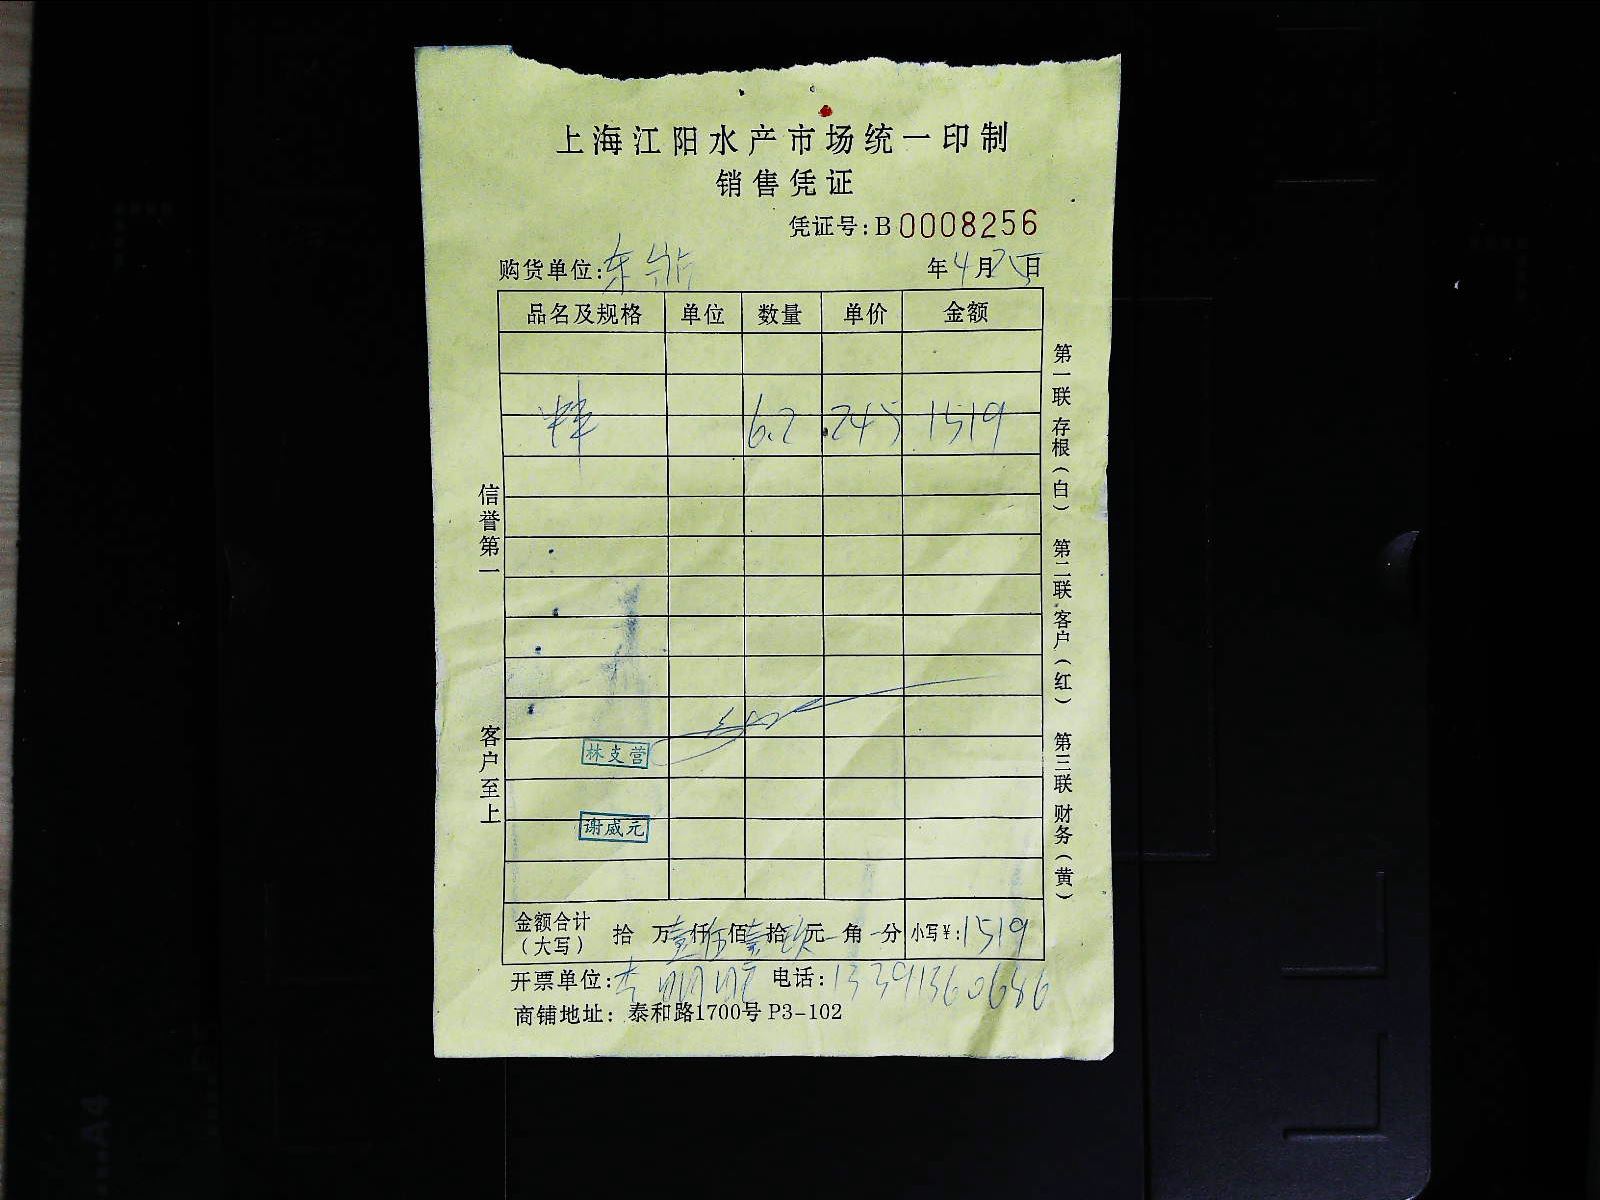 上海江阳水产市场统一印制
销售凭证
凭证号:B0008256
购货单位:东
年4月日
品名及规格 单位 数量 单价 金额
6.2 245 1519
信誉第一
客户至上
林支营
谢威元
金额合计(大写) 拾 万壹仟伍佰壹拾玖元 角 分 小写¥:1519
开票单位: 电话:13391360686
商铺地址:泰和路1700号 P3-102
第一联 存根(白) 第二联 客户(红) 第三联 财务(黄)